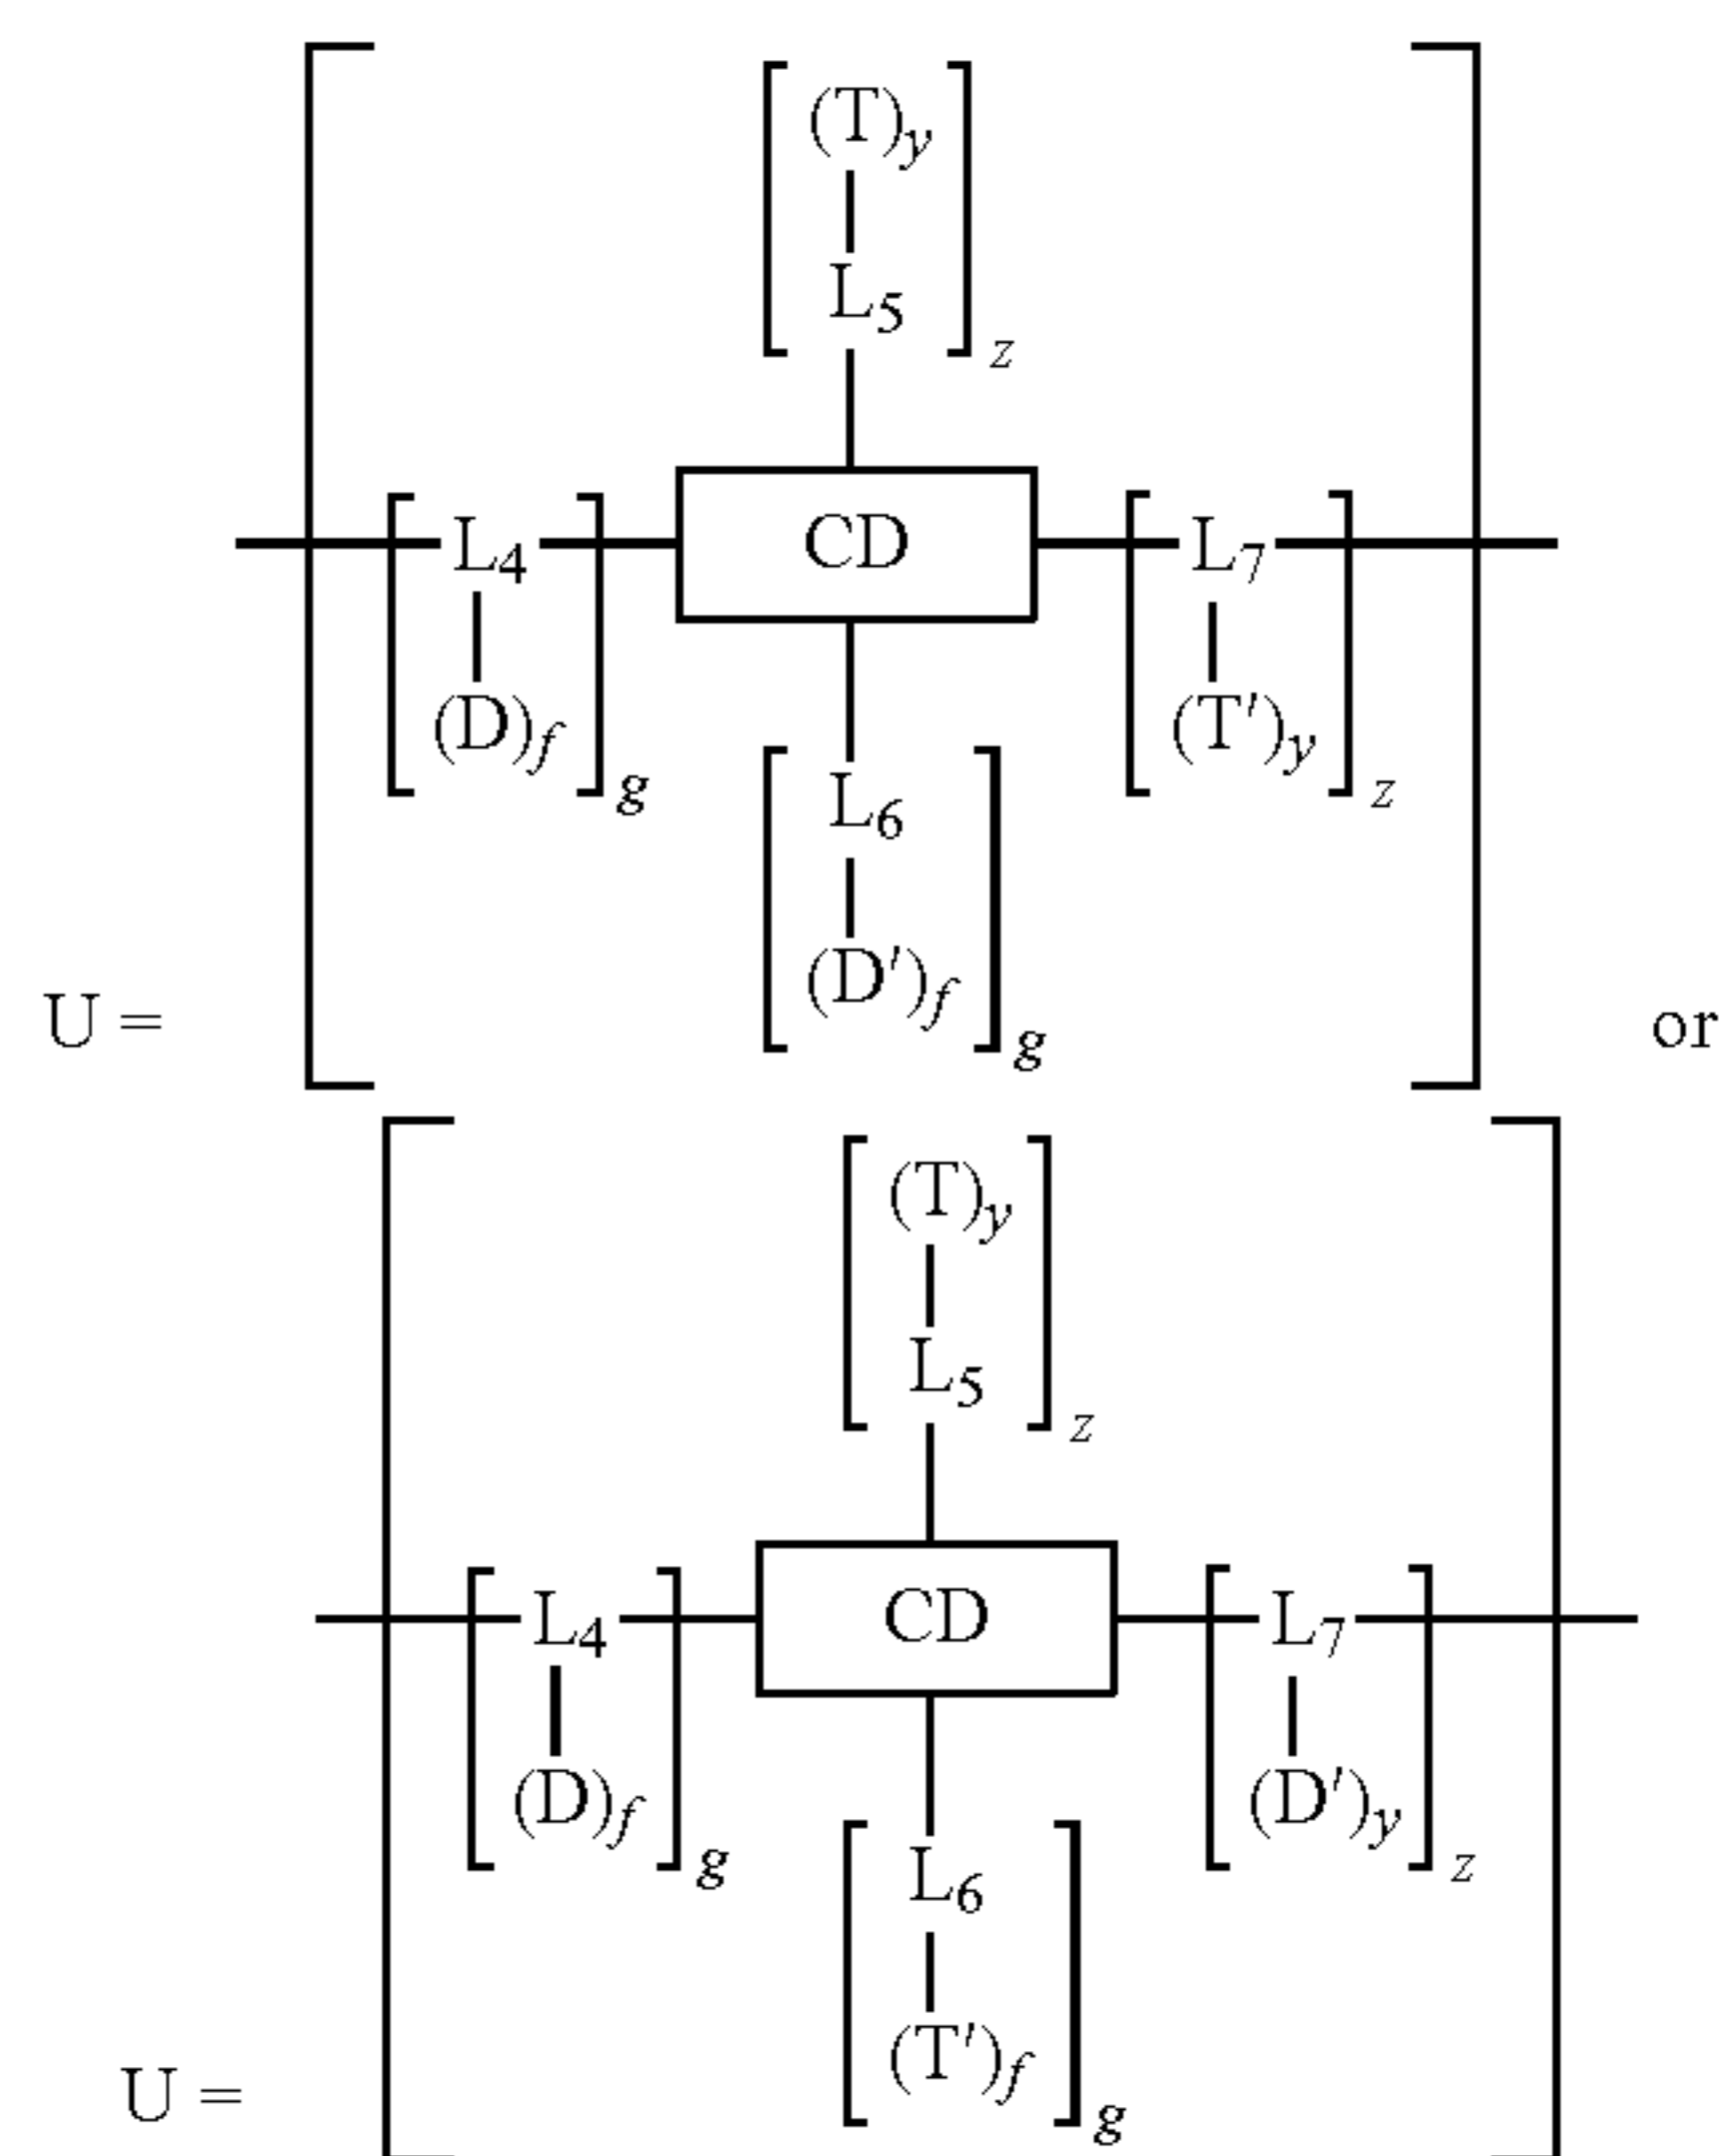 (T)y
L5
z
L4 CD L7
(D)f (T')y
g z
L6
(D')f
g
U = or
(T)y
L5
z
L4 CD L7
(D)f (D')y
g z
L6
(T')f
g
U =